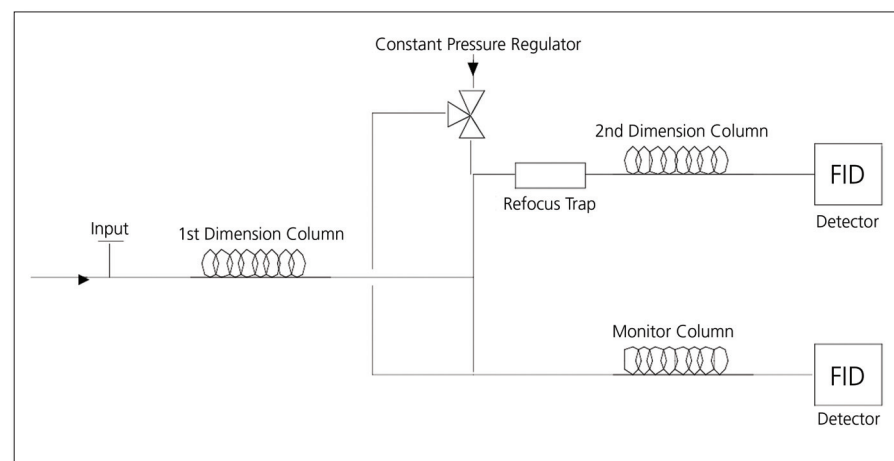 Constant Pressure Regulator
2nd Dimension Column
FID
Refocus Trap
Detector
Input
1st Dimension Column
Monitor Column
FID
Detector